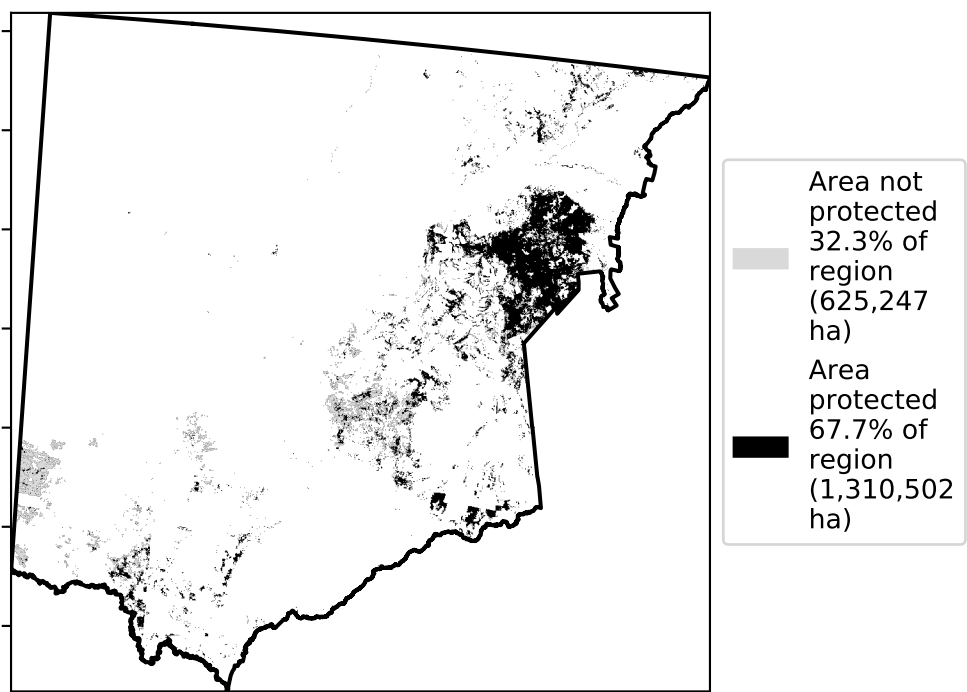 Area not
protected
32.3% of
region
(625,247
ha)
Area
protected
67.7% of
region
(1,310,502
ha)